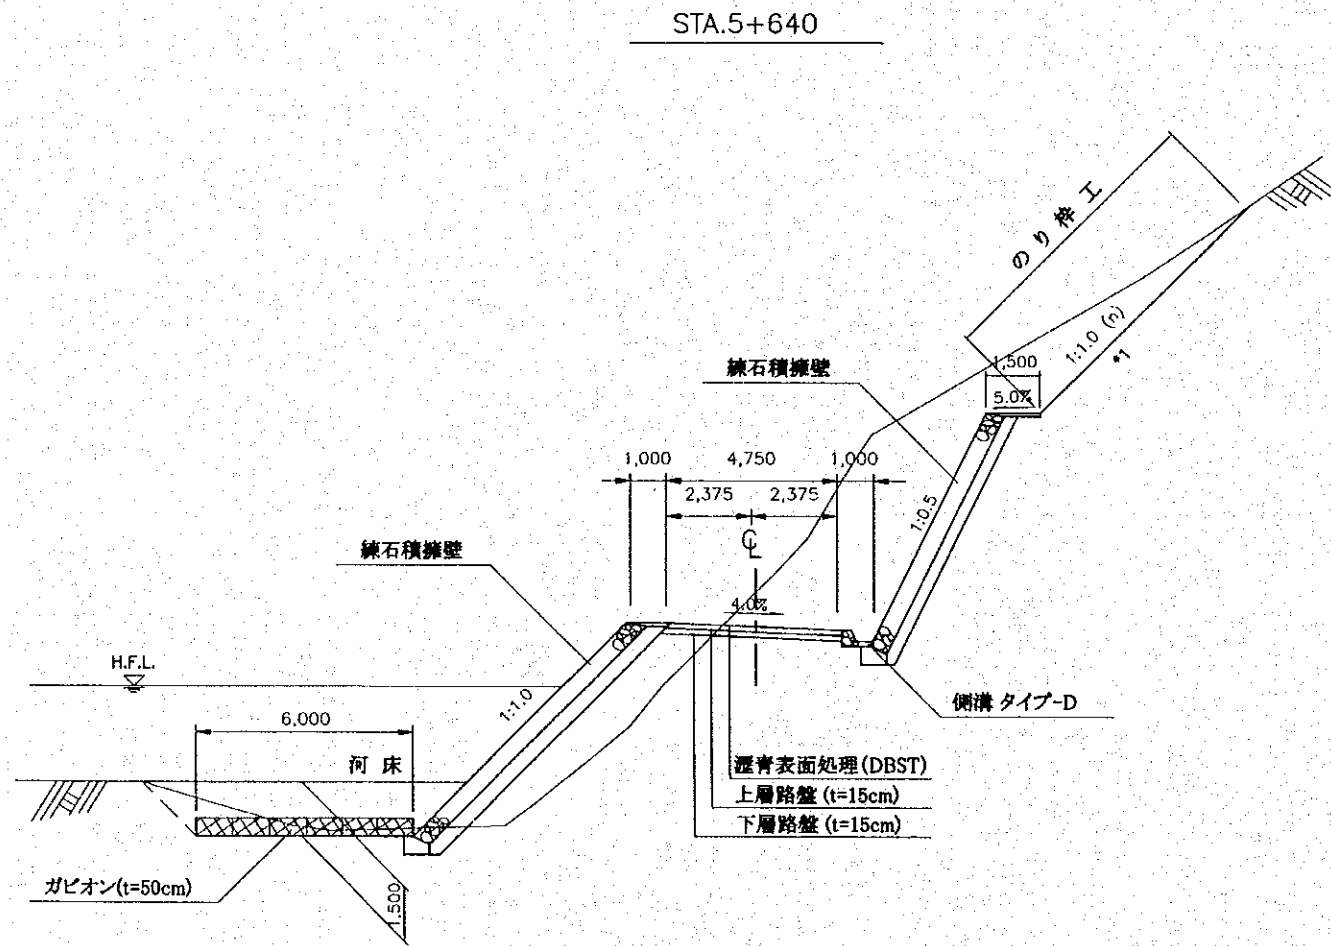 STA.5+640
のり枠工
1:1.0 (n)
*1
1,500
5.0%
練石積擁壁
1,000
4,750
1,000
2,375
2,375
CL
1:0.5
練石積擁壁
4.0%
H.F.L.
1:1.0
側溝 タイプ-D
6,000
河床
瀝青表面処理(DBST)
上層路盤 (t=15cm)
下層路盤 (t=15cm)
ガビオン(t=50cm)
1.500